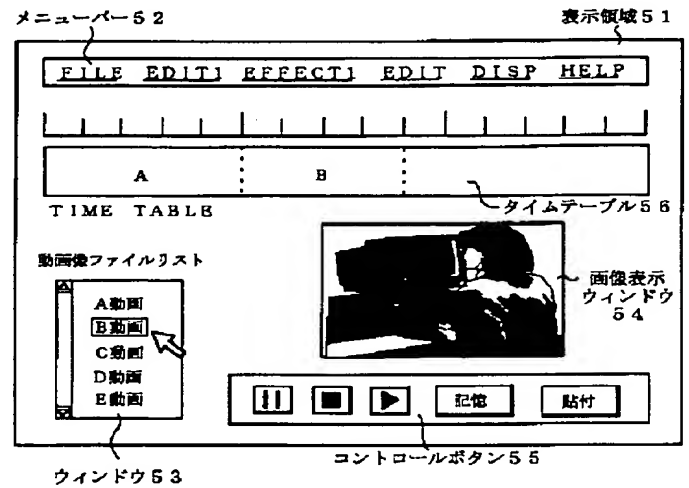 メニューバー52
表示領域51
FILE EDIT1 EFFECT1 EDIT DISP HELP
A B
TIME TABLE
タイムテーブル56
動画像ファイルリスト
A動画
B動画
C動画
D動画
E動画
画像表示
ウィンドウ
54
記憶 貼付
ウィンドウ53
コントロールボタン55